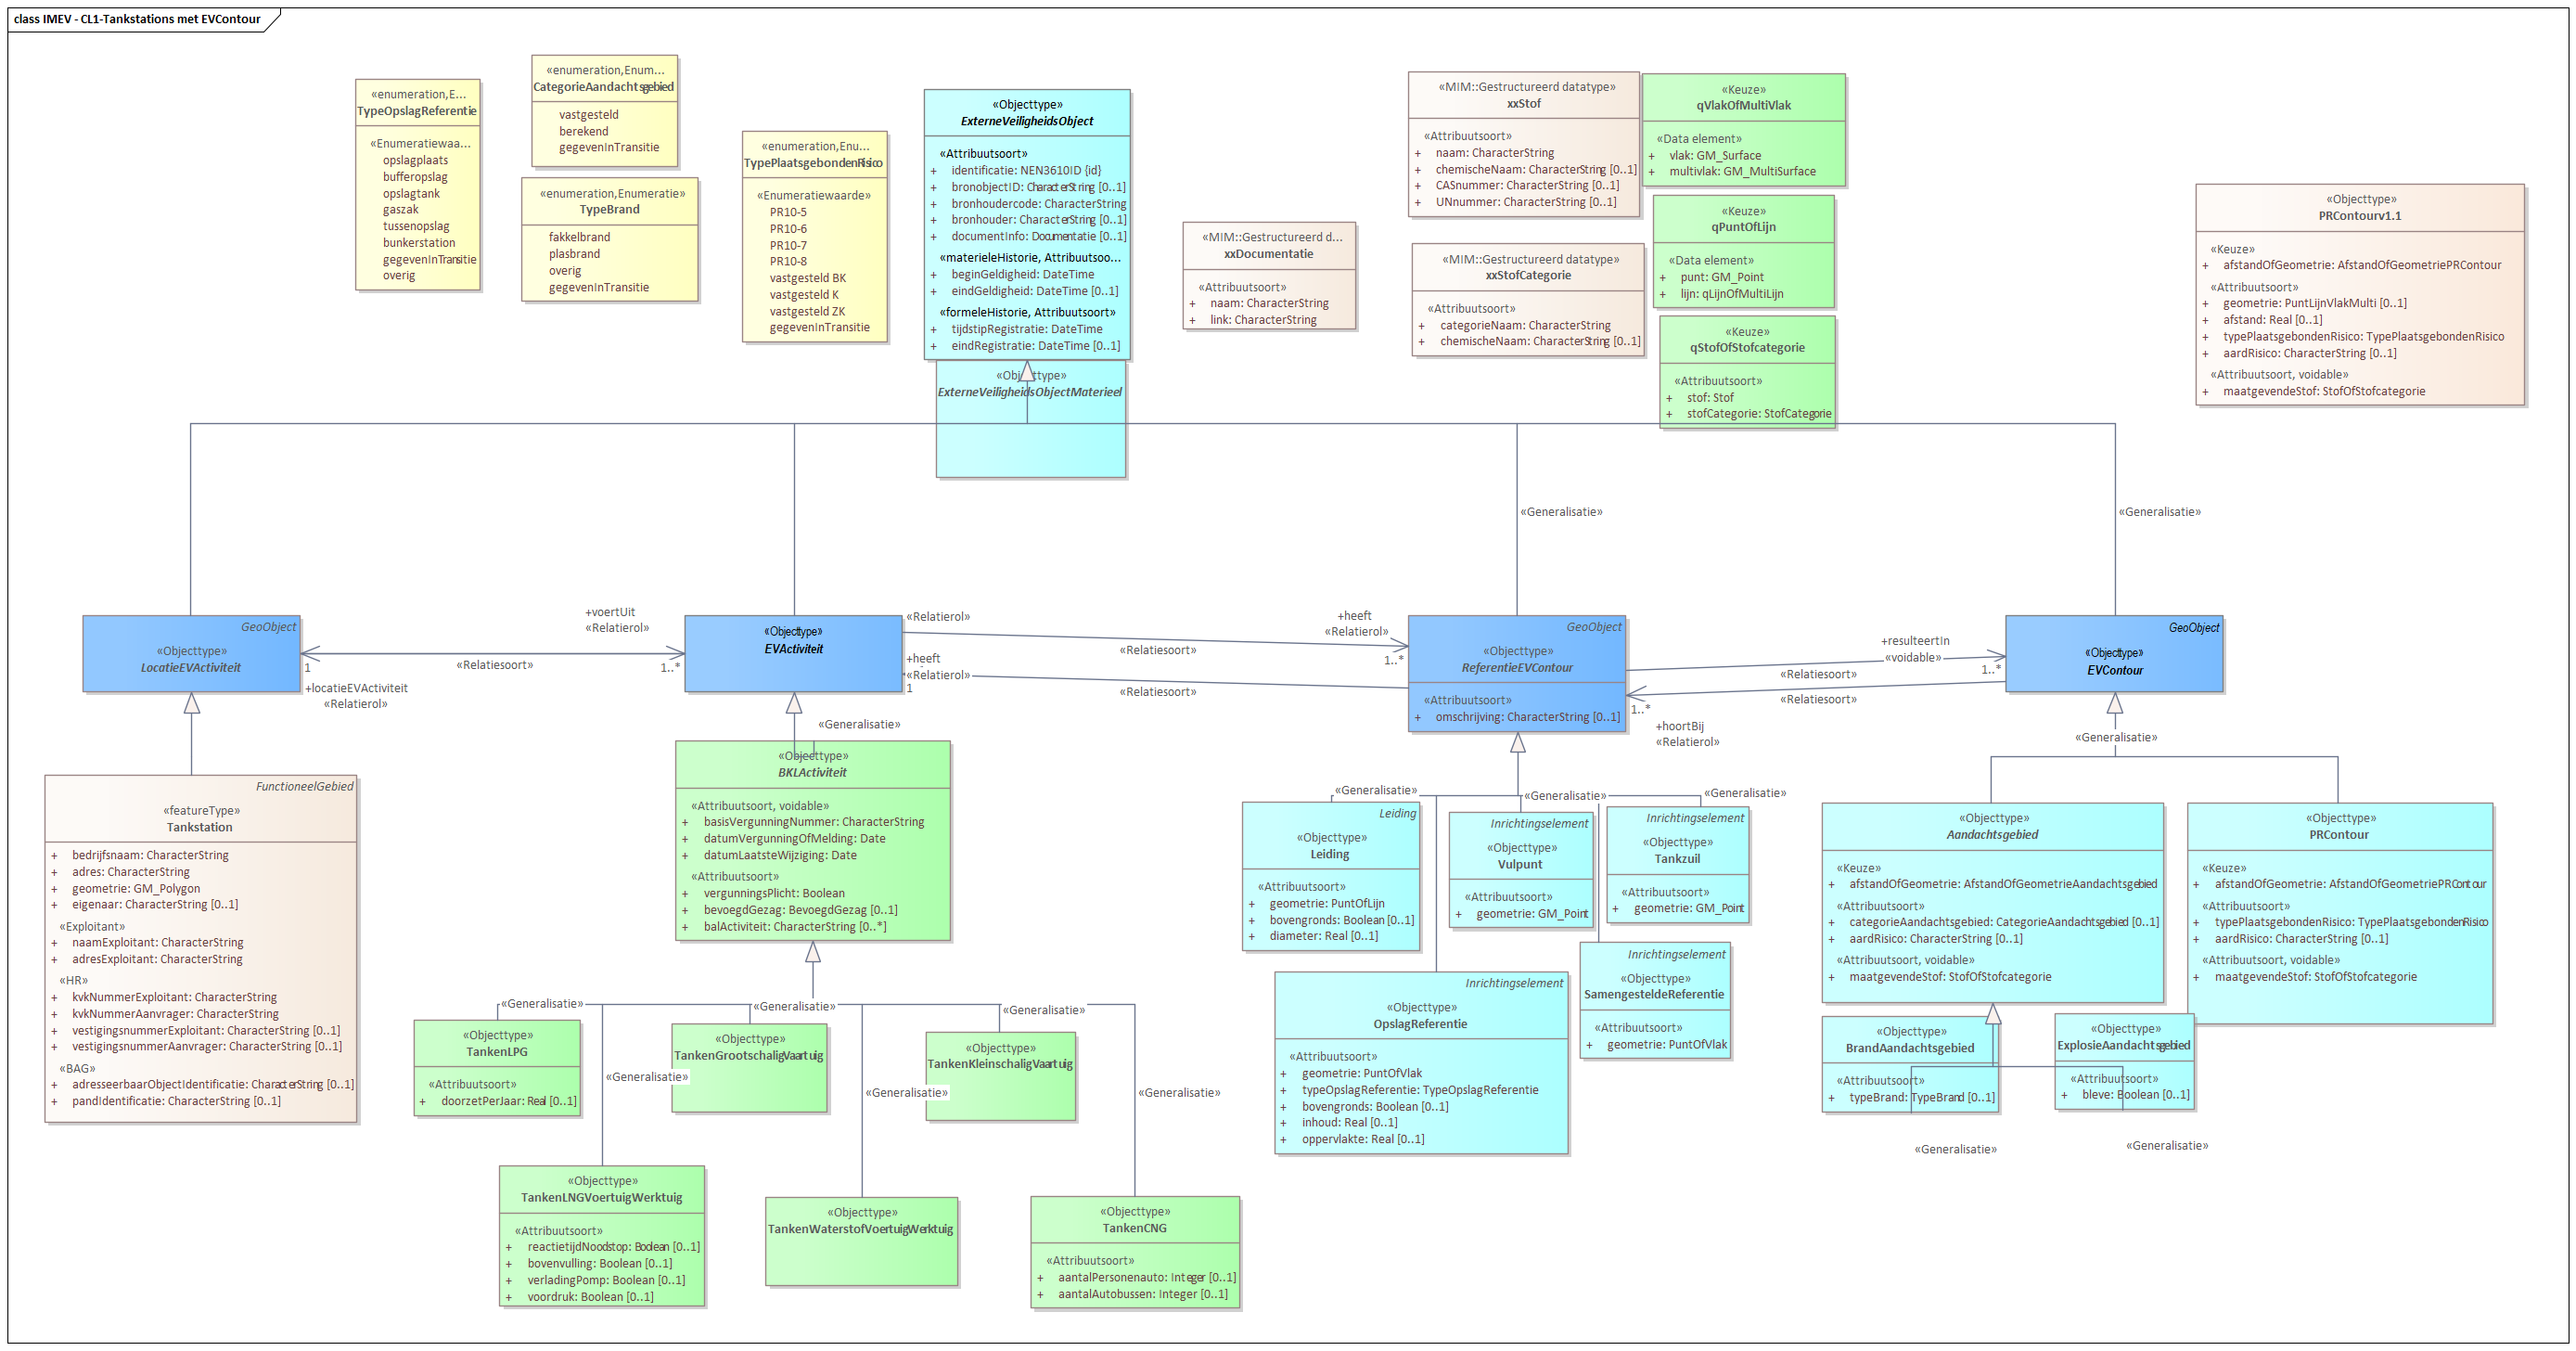 class IMEV - CL1-Tankstations met EVContour
«enumeration,E...
TypeOpslagReferentie
«Enumeratiewaa...
opslagplaats
bufferopslag
opslagtank
gaszak
tussenopslag
bunkerstation
gegevenInTransitie
overig
«enumeration,Enum...
CategorieAandachtsgebied
vastgesteld
berekend
gegevenInTransitie
«enumeration,Enumeratie»
TypeBrand
fakkelbrand
plasbrand
overig
gegevenInTransitie
«enumeration,Enu...
TypePlaatsgebondenRisico
«Enumeratiewaarde»
PR10-5
PR10-6
PR10-7
PR10-8
vastgesteld BK
vastgesteld K
vastgesteld ZK
gegevenInTransitie
«Objecttype»
ExterneVeiligheidsObject
«Attribuutsoort»
+ identificatie: NEN3610ID {id}
+ bronobjectID: CharacterString [0..1]
+ bronhoudercode: CharacterString
+ bronhouder: CharacterString [0..1]
+ documentInfo: Documentatie [0..1]
«materieleHistorie, Attribuutsoo...
+ beginGeldigheid: DateTime
+ eindGeldigheid: DateTime [0..1]
«formeleHistorie, Attribuutsoort»
+ tijdstipRegistratie: DateTime
+ eindRegistratie: DateTime [0..1]
«Objecttype»
ExterneVeiligheidsObjectMaterieel
«MIM::Gestructureerd d...
xxDocumentatie
«Attribuutsoort»
+ naam: CharacterString
+ link: CharacterString
«MIM::Gestructureerd datatype»
xxStof
«Attribuutsoort»
+ naam: CharacterString
+ chemischeNaam: CharacterString [0..1]
+ CASnummer: CharacterString [0..1]
+ UNnummer: CharacterString [0..1]
«MIM::Gestructureerd datatype»
xxStofCategorie
«Attribuutsoort»
+ categorieNaam: CharacterString
+ chemischeNaam: CharacterString [0..1]
«Keuze»
qVlakOfMultiVlak
«Data element»
+ vlak: GM_Surface
+ multivlak: GM_MultiSurface
«Keuze»
qPuntOfLijn
«Data element»
+ punt: GM_Point
+ lijn: qLijnOfMultiLijn
«Keuze»
qStofOfStofcategorie
«Attribuutsoort»
+ stof: Stof
+ stofCategorie: StofCategorie
«Objecttype»
PRContourv1.1
«Keuze»
+ afstandOfGeometrie: AfstandOfGeometriePRContour
«Attribuutsoort»
+ geometrie: PuntLijnVlakMulti [0..1]
+ afstand: Real [0..1]
+ typePlaatsgebondenRisico: TypePlaatsgebondenRisico
+ aardRisico: CharacterString [0..1]
«Attribuutsoort, voidable»
+ maatgevendeStof: StofOfStofcategorie
«Generalisatie»
«Generalisatie»
GeoObject
«Objecttype»
LocatieEVActiviteit
1
+locatieEVActiviteit
«Relatierol»
«Relatiesoort»
+voertUit
«Relatierol»
1..*
«Objecttype»
EVActiviteit
«Relatierol»
+heeft
«Relatierol»
1
«Relatiesoort»
«Relatiesoort»
+heeft
«Relatierol»
1..*
GeoObject
«Objecttype»
ReferentieEVContour
«Attribuutsoort»
+ omschrijving: CharacterString [0..1]
+resulteertIn
«voidable»
1..*
«Relatiesoort»
«Relatiesoort»
1..*
+hoortBij
«Relatierol»
GeoObject
«Objecttype»
EVContour
«Generalisatie»
«Generalisatie»
FunctioneelGebied
«featureType»
Tankstation
+ bedrijfsnaam: CharacterString
+ adres: CharacterString
+ geometrie: GM_Polygon
+ eigenaar: CharacterString [0..1]
«Exploitant»
+ naamExploitant: CharacterString
+ adresExploitant: CharacterString
«HR»
+ kvkNummerExploitant: CharacterString
+ kvkNummerAanvrager: CharacterString
+ vestigingsnummerExploitant: CharacterString [0..1]
+ vestigingsnummerAanvrager: CharacterString [0..1]
«BAG»
+ adresseerbaarObjectIdentificatie: CharacterString [0..1]
+ pandIdentificatie: CharacterString [0..1]
«Objecttype»
BKLActiviteit
«Attribuutsoort, voidable»
+ basisVergunningNummer: CharacterString
+ datumVergunningOfMelding: Date
+ datumLaatsteWijziging: Date
«Attribuutsoort»
+ vergunningsPlicht: Boolean
+ bevoegdGezag: BevoegdGezag [0..1]
+ balActiviteit: CharacterString [0..*]
«Generalisatie»
«Generalisatie»
«Generalisatie»
«Generalisatie»
«Generalisatie»
«Generalisatie»
«Objecttype»
TankenLPG
«Attribuutsoort»
+ doorzetPerJaar: Real [0..1]
«Objecttype»
TankenGrootschaligVaartuig
«Objecttype»
TankenKleinschaligVaartuig
«Objecttype»
TankenLNGVoertuigWerktuig
«Attribuutsoort»
+ reactietijdNoodstop: Boolean [0..1]
+ bovenvulling: Boolean [0..1]
+ verladingPomp: Boolean [0..1]
+ voordruk: Boolean [0..1]
«Objecttype»
TankenWaterstofVoertuigWerktuig
«Objecttype»
TankenCNG
«Attribuutsoort»
+ aantalPersonenauto: Integer [0..1]
+ aantalAutobussen: Integer [0..1]
«Generalisatie»
«Generalisatie»
«Generalisatie»
Leiding
«Objecttype»
Leiding
«Attribuutsoort»
+ geometrie: PuntOfLijn
+ bovengronds: Boolean [0..1]
+ diameter: Real [0..1]
Inrichtingselement
«Objecttype»
Vulpunt
«Attribuutsoort»
+ geometrie: GM_Point
Inrichtingselement
«Objecttype»
Tankzuil
«Attribuutsoort»
+ geometrie: GM_Point
Inrichtingselement
«Objecttype»
OpslagReferentie
«Attribuutsoort»
+ geometrie: PuntOfVlak
+ typeOpslagReferentie: TypeOpslagReferentie
+ bovengronds: Boolean [0..1]
+ inhoud: Real [0..1]
+ oppervlakte: Real [0..1]
Inrichtingselement
«Objecttype»
SamengesteldeReferentie
«Attribuutsoort»
+ geometrie: PuntOfVlak
«Objecttype»
Aandachtsgebied
«Keuze»
+ afstandOfGeometrie: AfstandOfGeometrieAandachtsgebied
«Attribuutsoort»
+ categorieAandachtsgebied: CategorieAandachtsgebied [0..1]
+ aardRisico: CharacterString [0..1]
«Attribuutsoort, voidable»
+ maatgevendeStof: StofOfStofcategorie
«Objecttype»
PRContour
«Keuze»
+ afstandOfGeometrie: AfstandOfGeometriePRContour
«Attribuutsoort»
+ typePlaatsgebondenRisico: TypePlaatsgebondenRisico
+ aardRisico: CharacterString [0..1]
«Attribuutsoort, voidable»
+ maatgevendeStof: StofOfStofcategorie
«Objecttype»
BrandAandachtsgebied
«Attribuutsoort»
+ typeBrand: TypeBrand [0..1]
«Objecttype»
ExplosieAandachtsgebied
«Attribuutsoort»
+ bleve: Boolean [0..1]
«Generalisatie»
«Generalisatie»